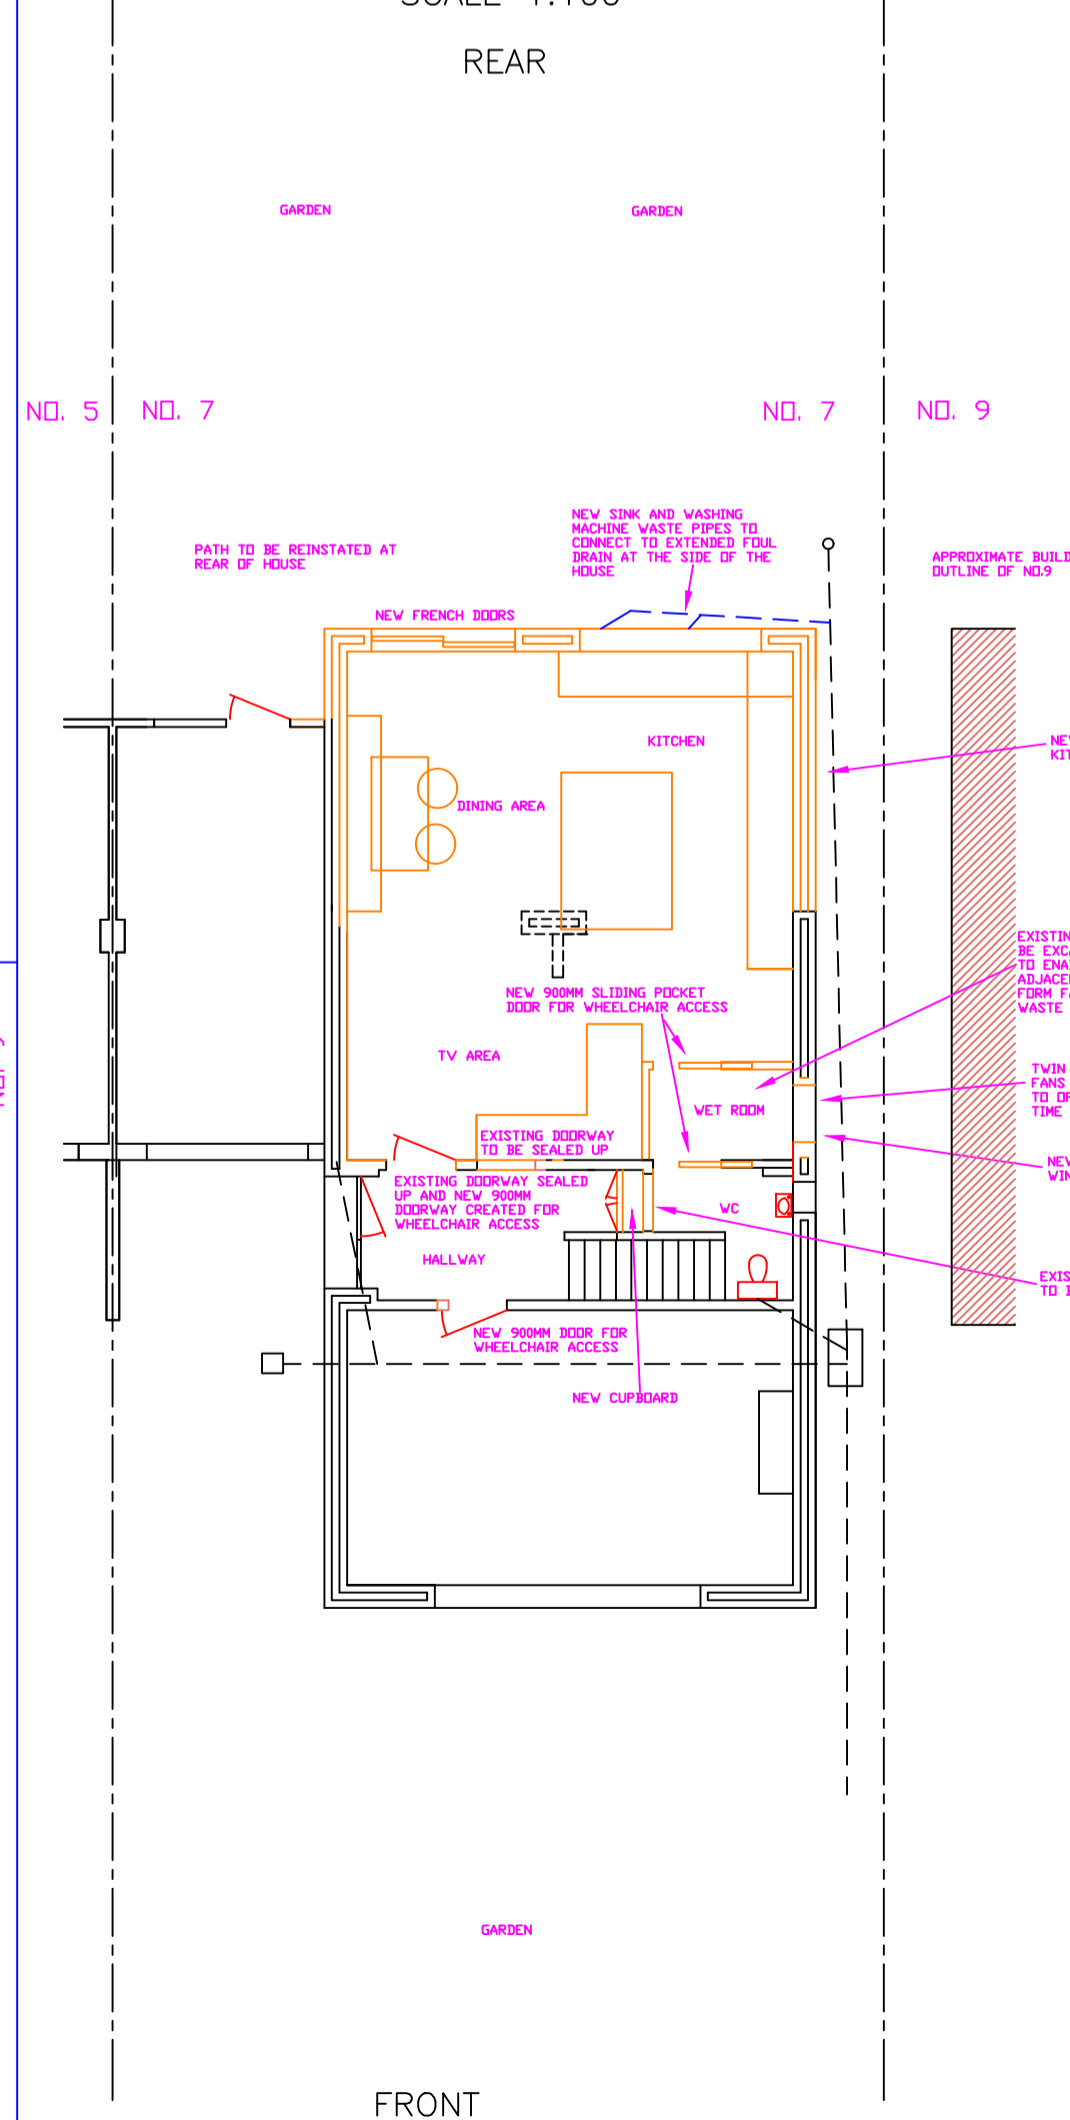 REAR
GARDEN
GARDEN
NO. 5
NO. 7
NO. 7
NO. 9
NEW SINK AND WASHING
MACHINE WASTE PIPES TO
CONNECT TO EXTENDED FOUL
DRAIN AT THE SIDE OF THE
HOUSE
PATH TO BE REINSTATED AT
REAR OF HOUSE
APPROXIMATE BUILD
OUTLINE OF NO.9
NEW FRENCH DOORS
KITCHEN
DINING AREA
NEW 900MM SLIDING POCKET
DOOR FOR WHEELCHAIR ACCESS
TV AREA
WET ROOM
TWIN
FANS
TIME
WASTE
EXISTING DOORWAY
TO BE SEALED UP
EXISTING DOORWAY SEALED
UP AND NEW 900MM
DOORWAY CREATED FOR
WHEELCHAIR ACCESS
WC
HALLWAY
NEW 900MM DOOR FOR
WHEELCHAIR ACCESS
NEW CUPBOARD
GARDEN
FRONT